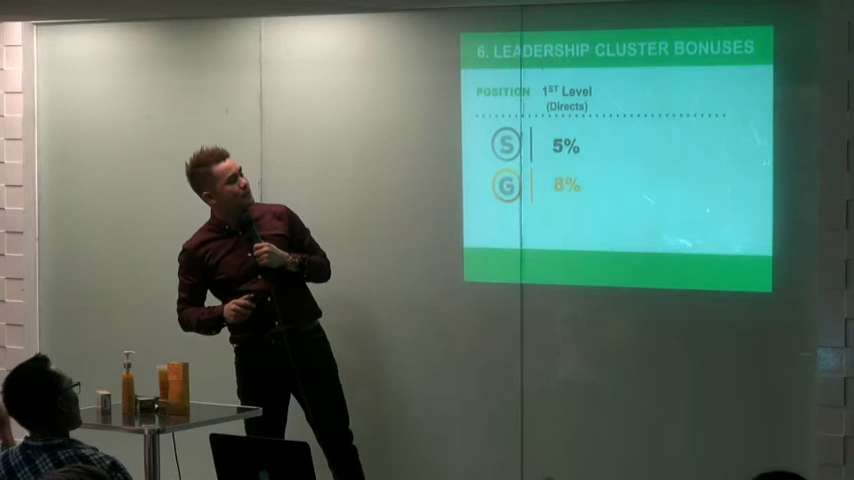 6. LEADERSHIP CLUSTER BONUSES
POSITION 1ST Level
(Directs)
S 5%
G 8%